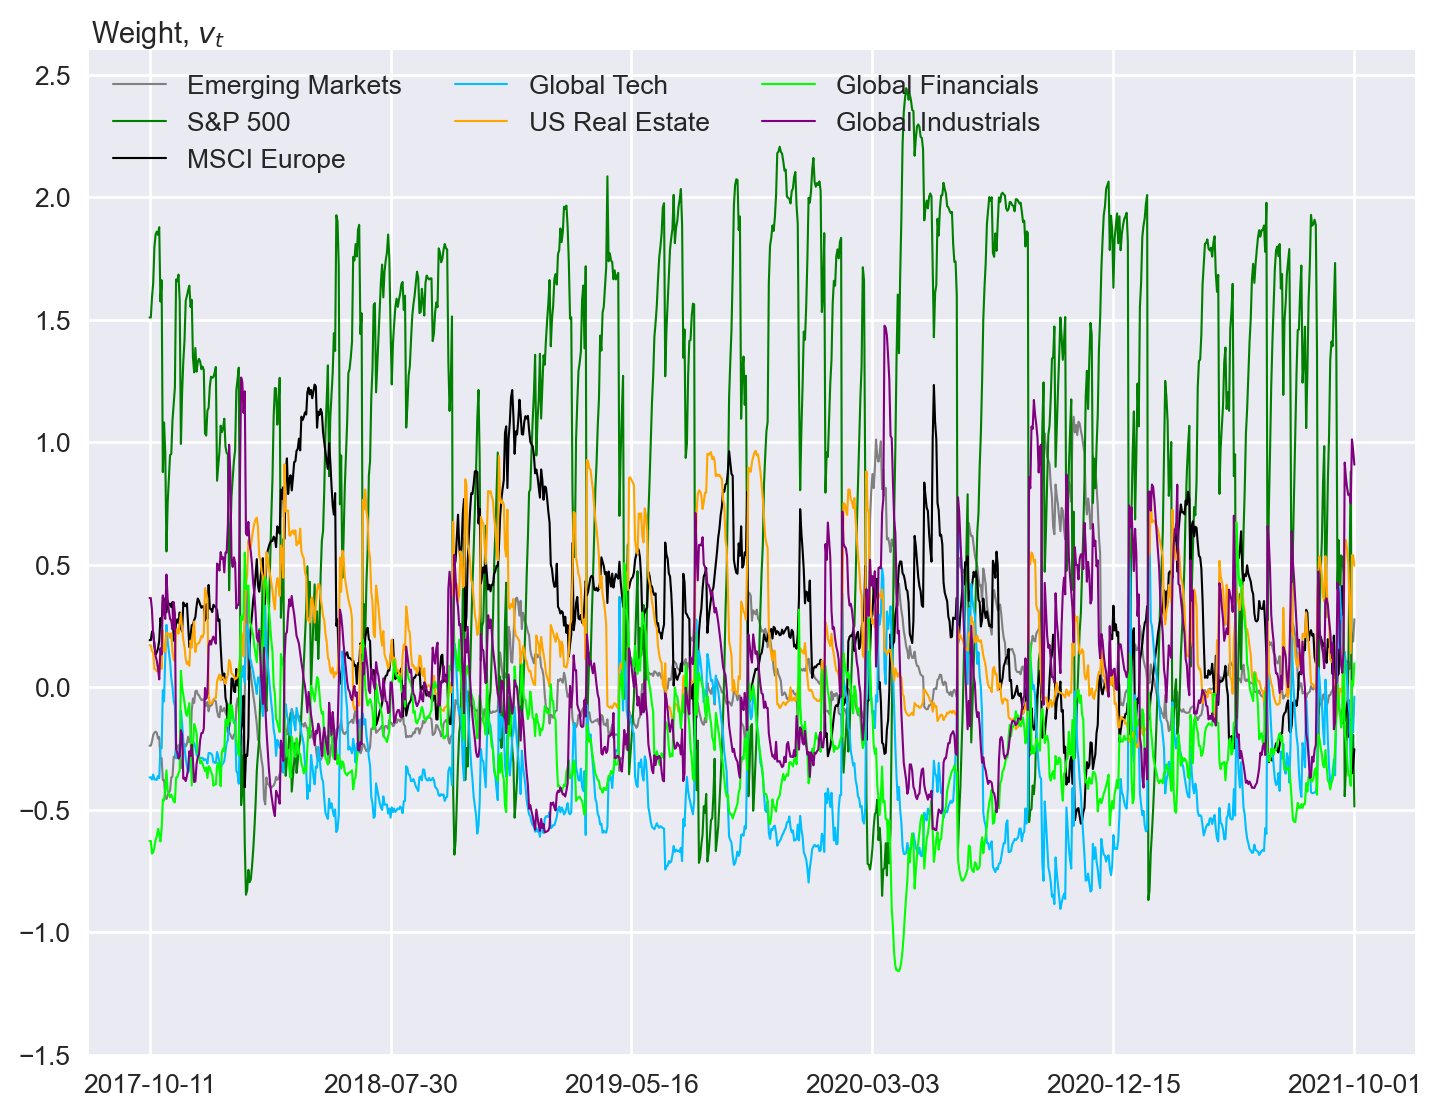 Weight, vₜ
2.5
Emerging Markets Global Tech Global Financials
S&P 500 US Real Estate Global Industrials
MSCI Europe
2.0
1.5
1.0
0.5
0.0
−0.5
−1.0
−1.5
2017-10-11 2018-07-30 2019-05-16 2020-03-03 2020-12-15 2021-10-01